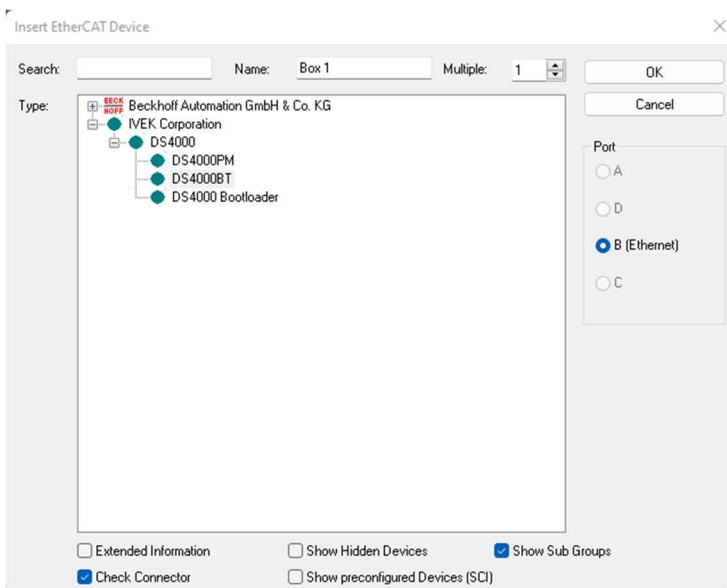 Insert EtherCAT Device
Search:
Name: Box 1
Multiple: 1
OK
Type:
BECKHOFF Beckhoff Automation GmbH & Co. KG
Cancel
IVEK Corporation
DS4000
DS4000PM
DS4000BT
DS4000 Bootloader
Port
A
D
B (Ethernet)
C
Extended Information
Show Hidden Devices
Show Sub Groups
Check Connector
Show preconfigured Devices (SCI)